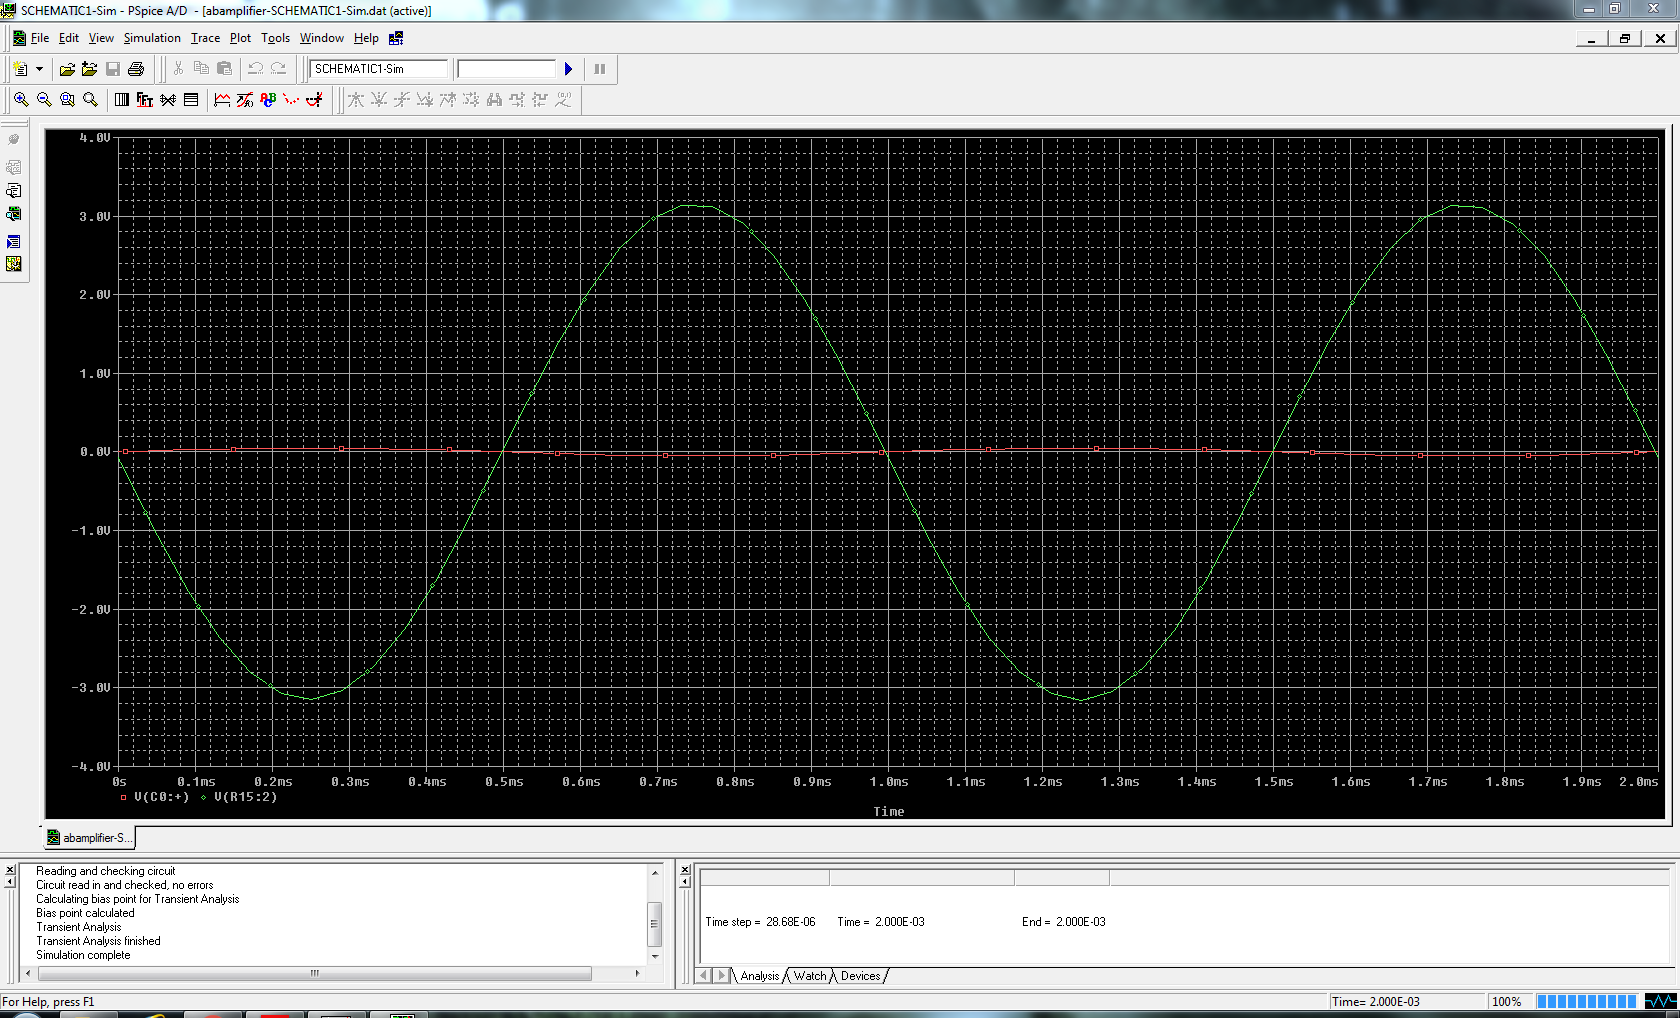 SCHEMATIC1-Sim - PSpice A/D - [abamplifier-SCHEMATIC1-Sim.dat (active)]
File Edit View Simulation Trace Plot Tools Window Help
SCHEMATIC1-Sim
FFT
4.0V
3.0V
2.0V
1.0V
0.0V
-1.0V
-2.0V
-3.0V
-4.0V
0s 0.1ms 0.2ms 0.3ms 0.4ms 0.5ms 0.6ms 0.7ms 0.8ms 0.9ms 1.0ms 1.1ms 1.2ms 1.3ms 1.4ms 1.5ms 1.6ms 1.7ms 1.8ms 1.9ms 2.0ms
V(C0:+) V(R15:2)
Time
abamplifier-S...
Reading and checking circuit
Circuit read in and checked, no errors
Calculating bias point for Transient Analysis
Bias point calculated
Transient Analysis
Transient Analysis finished
Simulation complete
Time step = 28.68E-06 Time = 2.000E-03 End = 2.000E-03
Analysis Watch Devices
For Help, press F1
Time= 2.000E-03 100%